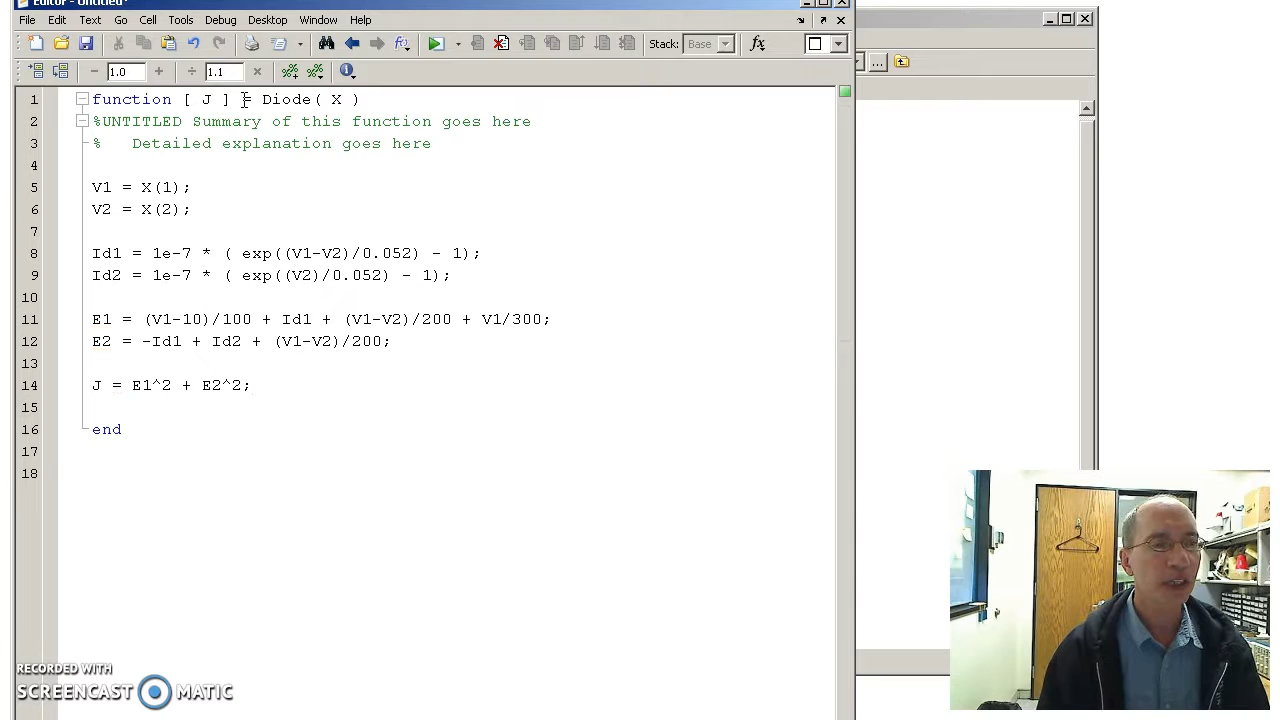 Editor - Untitled*
File Edit Text Go Cell Tools Debug Desktop Window Help
Stack: Base fx
1.0 1.1
1 function [ J ] = Diode( X )
2 %UNTITLED Summary of this function goes here
3 % Detailed explanation goes here
4
5 V1 = X(1);
6 V2 = X(2);
7
8 Id1 = 1e-7 * ( exp((V1-V2)/0.052) - 1);
9 Id2 = 1e-7 * ( exp((V2)/0.052) - 1);
10
11 E1 = (V1-10)/100 + Id1 + (V1-V2)/200 + V1/300;
12 E2 = -Id1 + Id2 + (V1-V2)/200;
13
14 J = E1^2 + E2^2;
15
16 end
17
18
RECORDED WITH
SCREENCAST MATIC